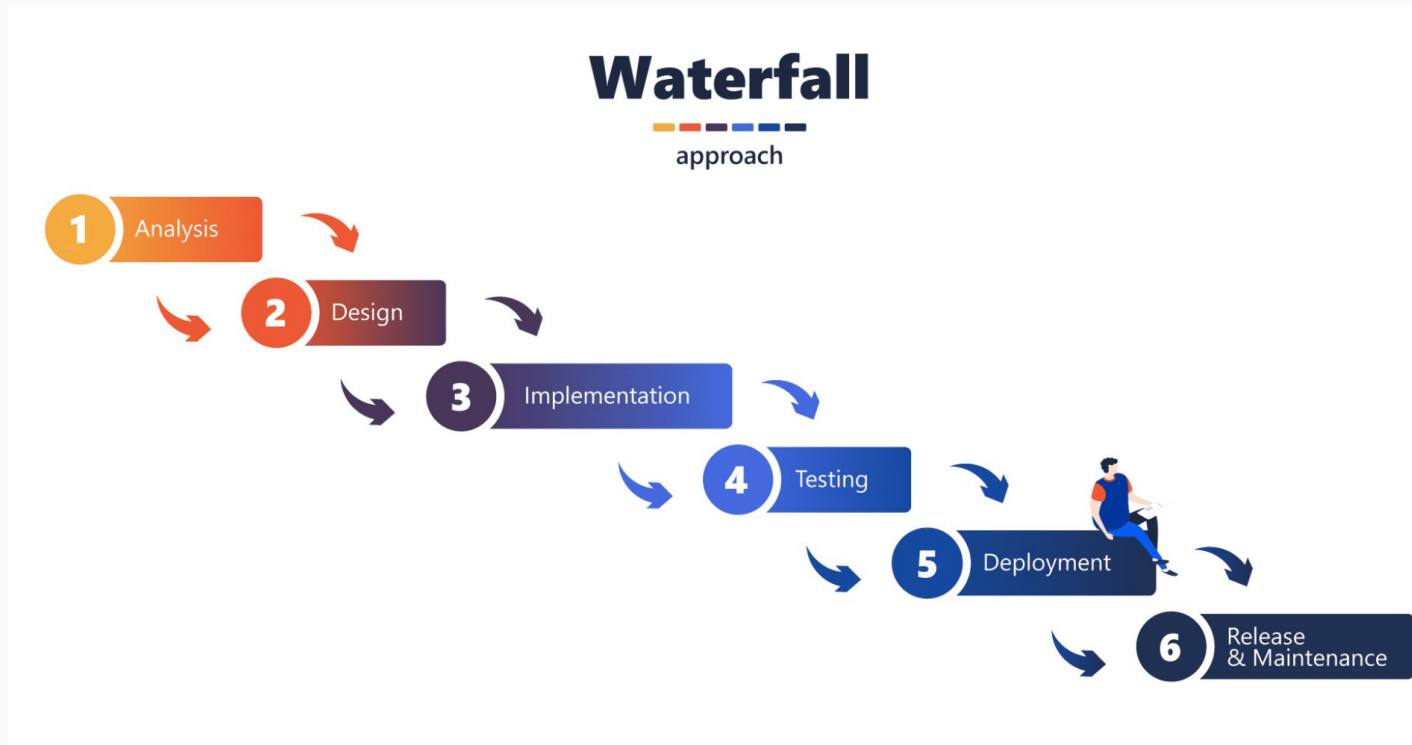 Waterfall
approach
1 Analysis
2 Design
3 Implementation
4 Testing
5 Deployment
6 Release
& Maintenance